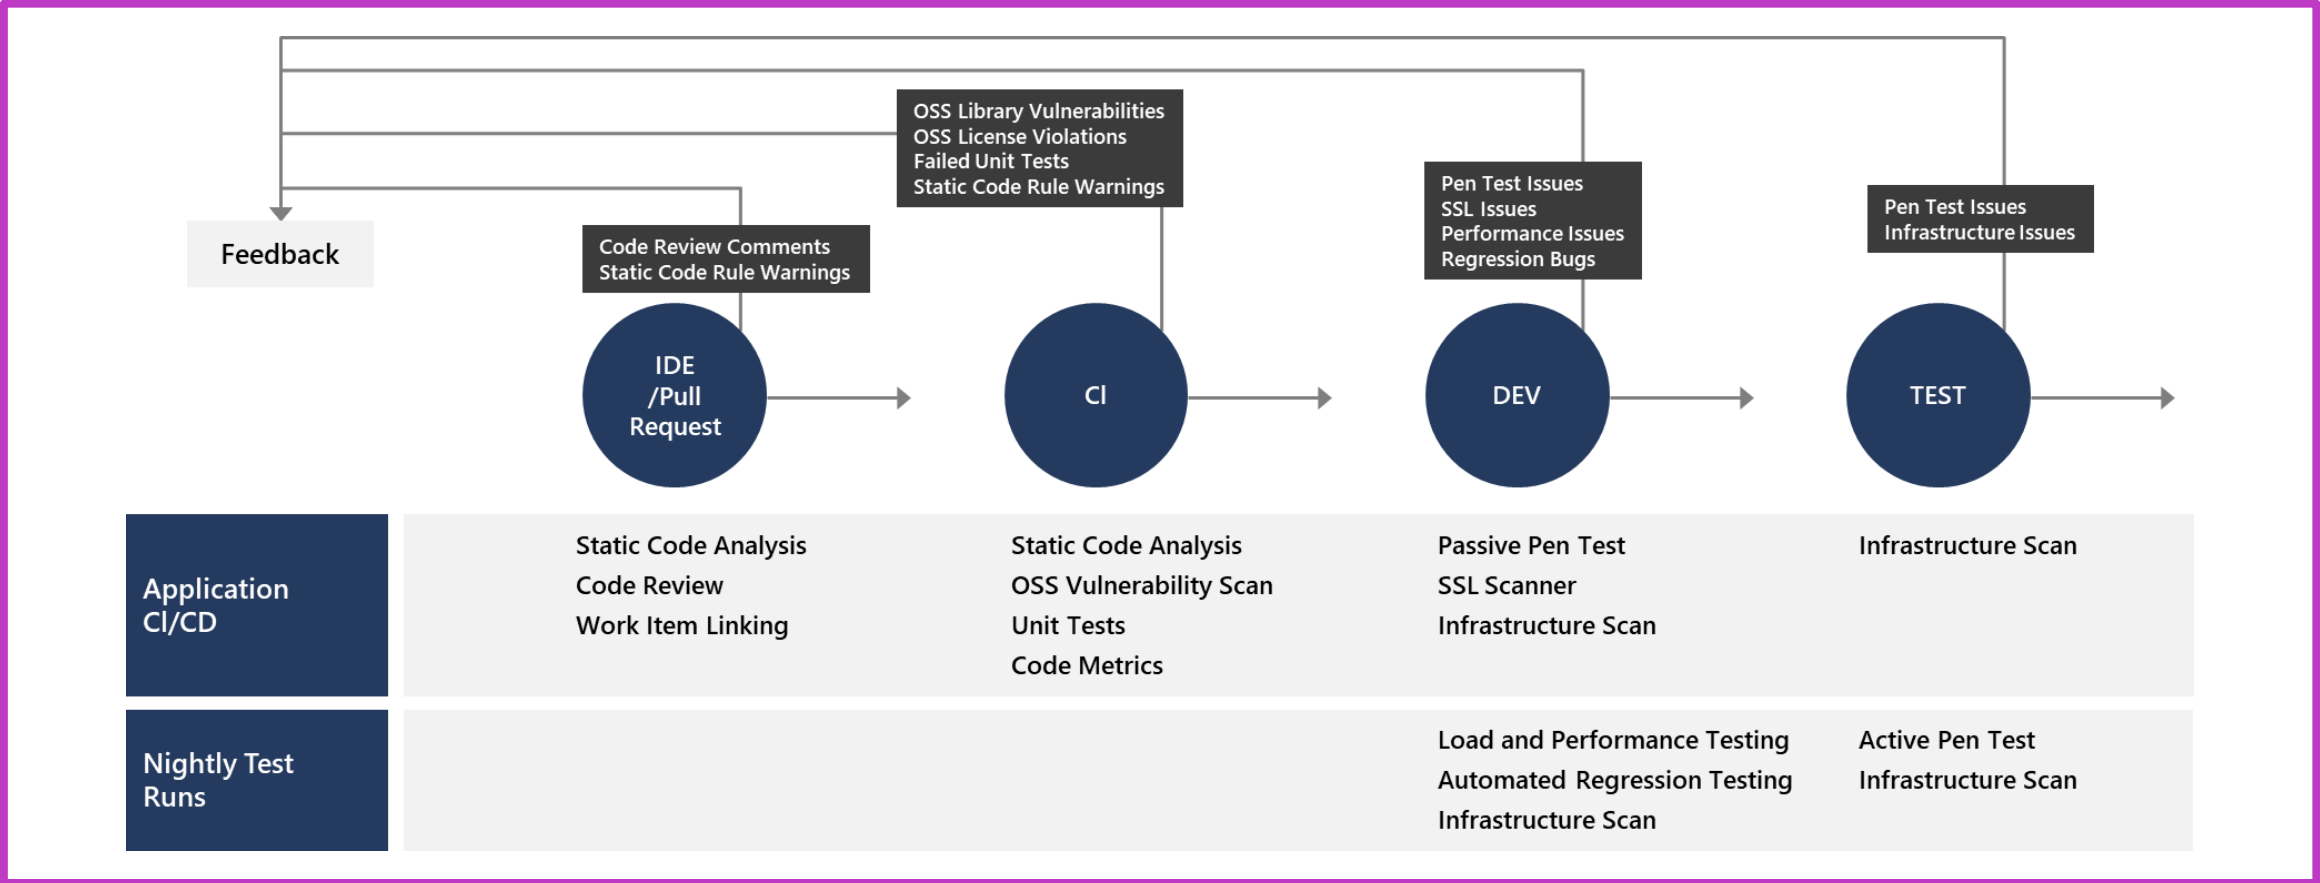 OSS Library Vulnerabilities
OSS License Violations
Failed Unit Tests
Static Code Rule Warnings
Pen Test Issues
SSL Issues
Performance Issues
Regression Bugs
Pen Test Issues
Infrastructure Issues
Feedback
Code Review Comments
Static Code Rule Warnings
IDE
/Pull
Request
CI
DEV
TEST
Application
CI/CD
Static Code Analysis
Code Review
Work Item Linking
Static Code Analysis
OSS Vulnerability Scan
Unit Tests
Code Metrics
Passive Pen Test
SSL Scanner
Infrastructure Scan
Infrastructure Scan
Nightly Test
Runs
Load and Performance Testing
Automated Regression Testing
Infrastructure Scan
Active Pen Test
Infrastructure Scan